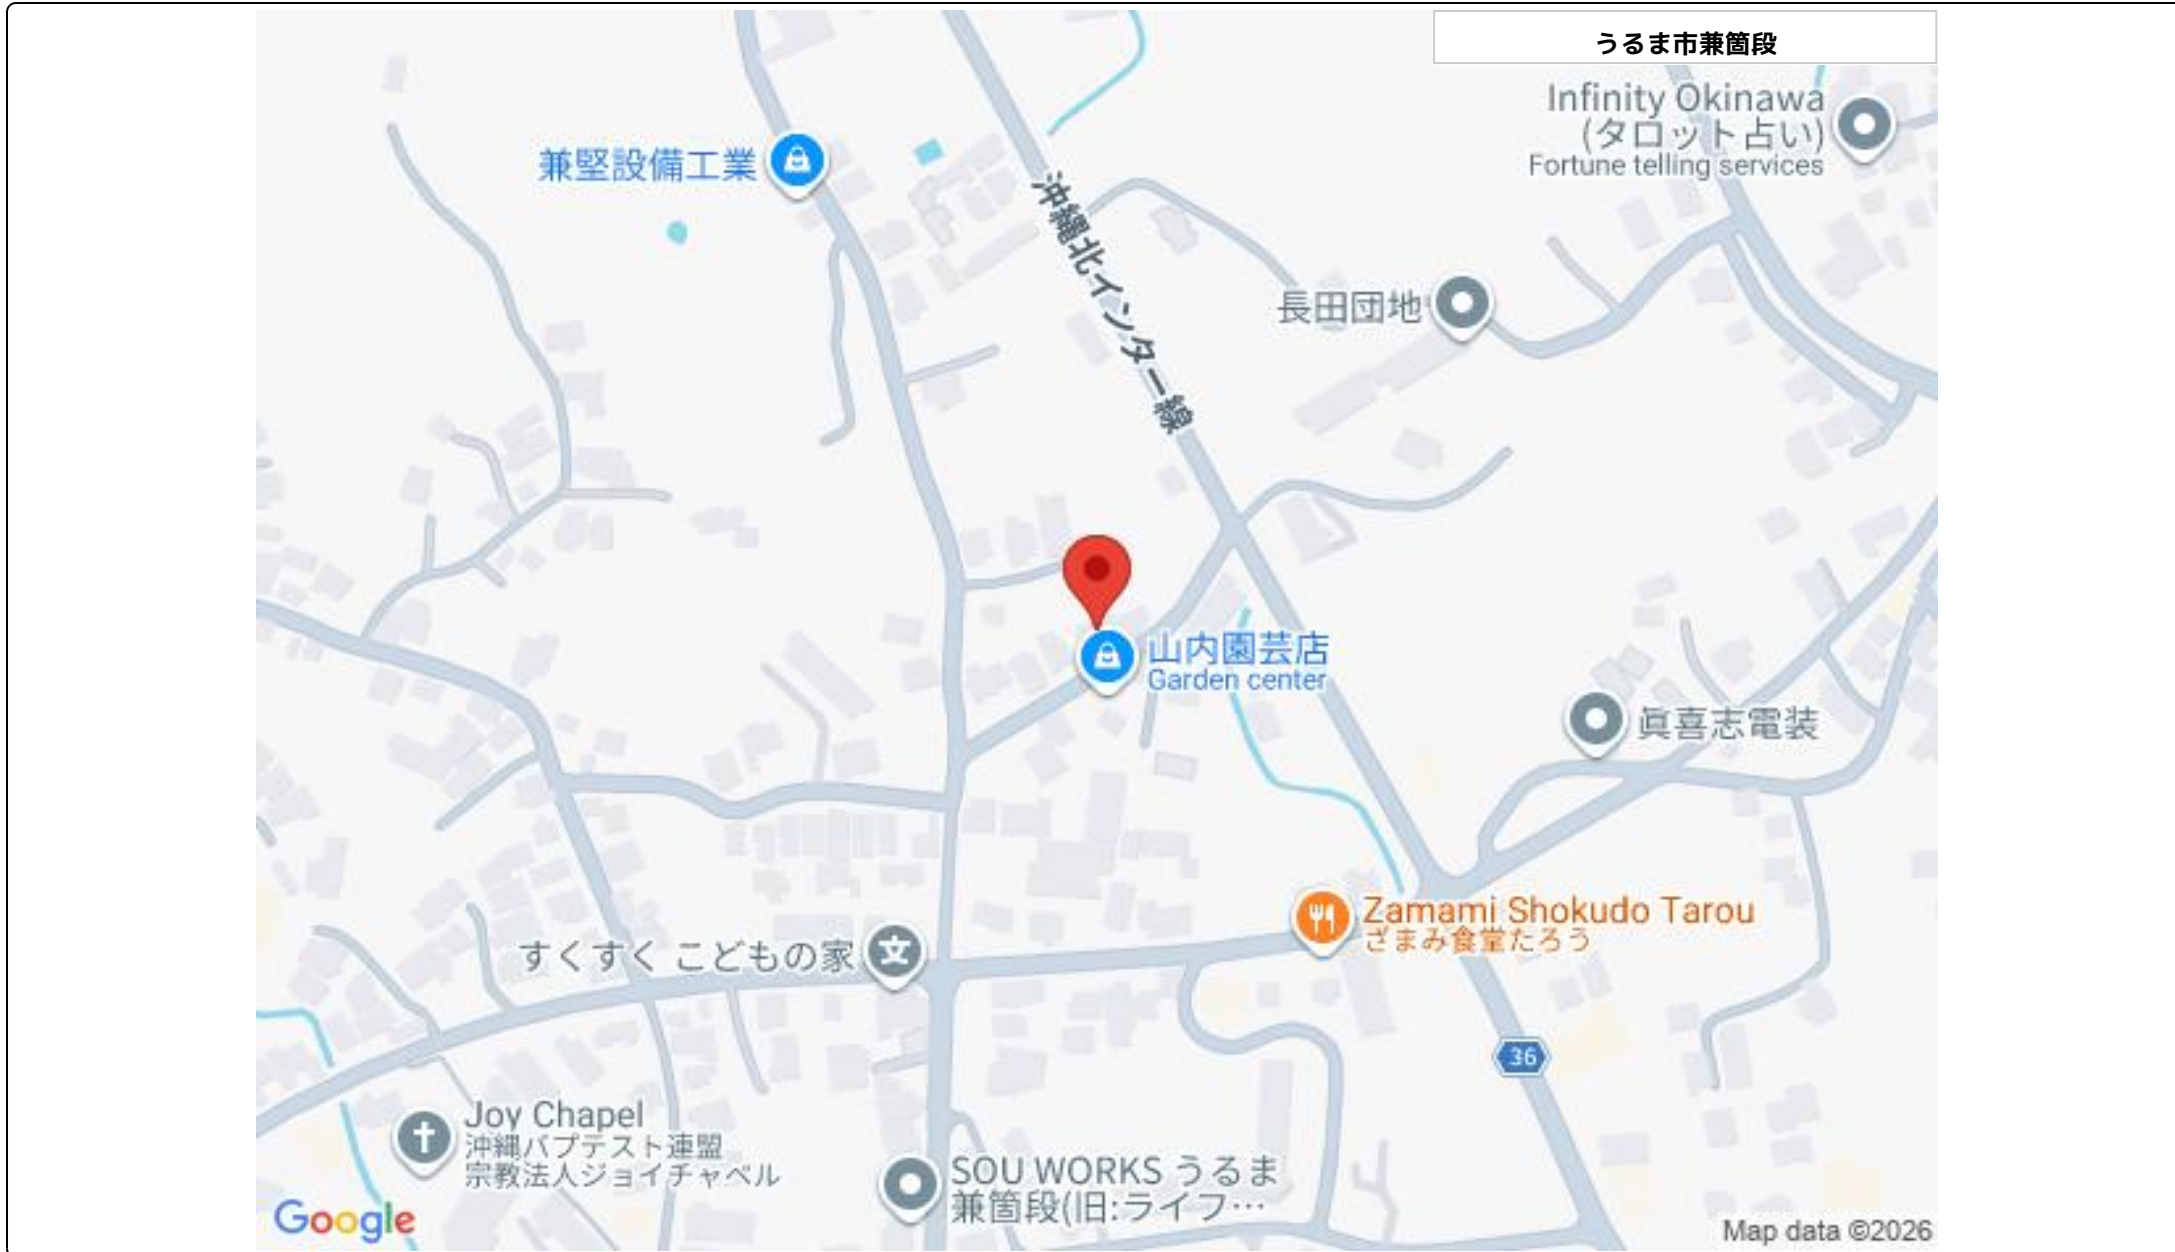 うるま市兼箇段
Infinity Okinawa
(タロット占い)
Fortune telling services
兼堅設備工業
沖縄北インター線
長田団地
山内園芸店
Garden center
眞喜志電装
Zamami Shokudo Tarou
ざまみ食堂たろう
すくすく こどもの家
36
Joy Chapel
沖縄バプテスト連盟
宗教法人ジョイチャペル
SOU WORKS うるま
兼箇段(旧:ライフ…
Google
Map data ©2026